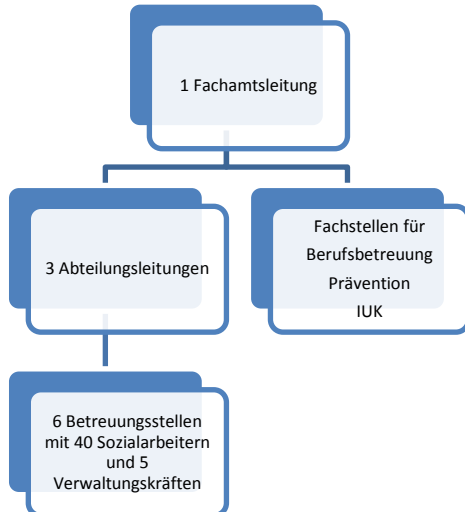 1 Fachamtsleitung
3 Abteilungsleitungen
Fachstellen für
Berufsbetreuung
Prävention
IUK
6 Betreuungsstellen
mit 40 Sozialarbeitern
und 5
Verwaltungskräften